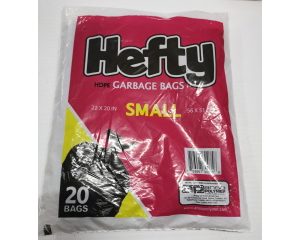 Hefty
HDPE GARBAGE BAGS
22 X 20 IN
SMALL
20
BAGS